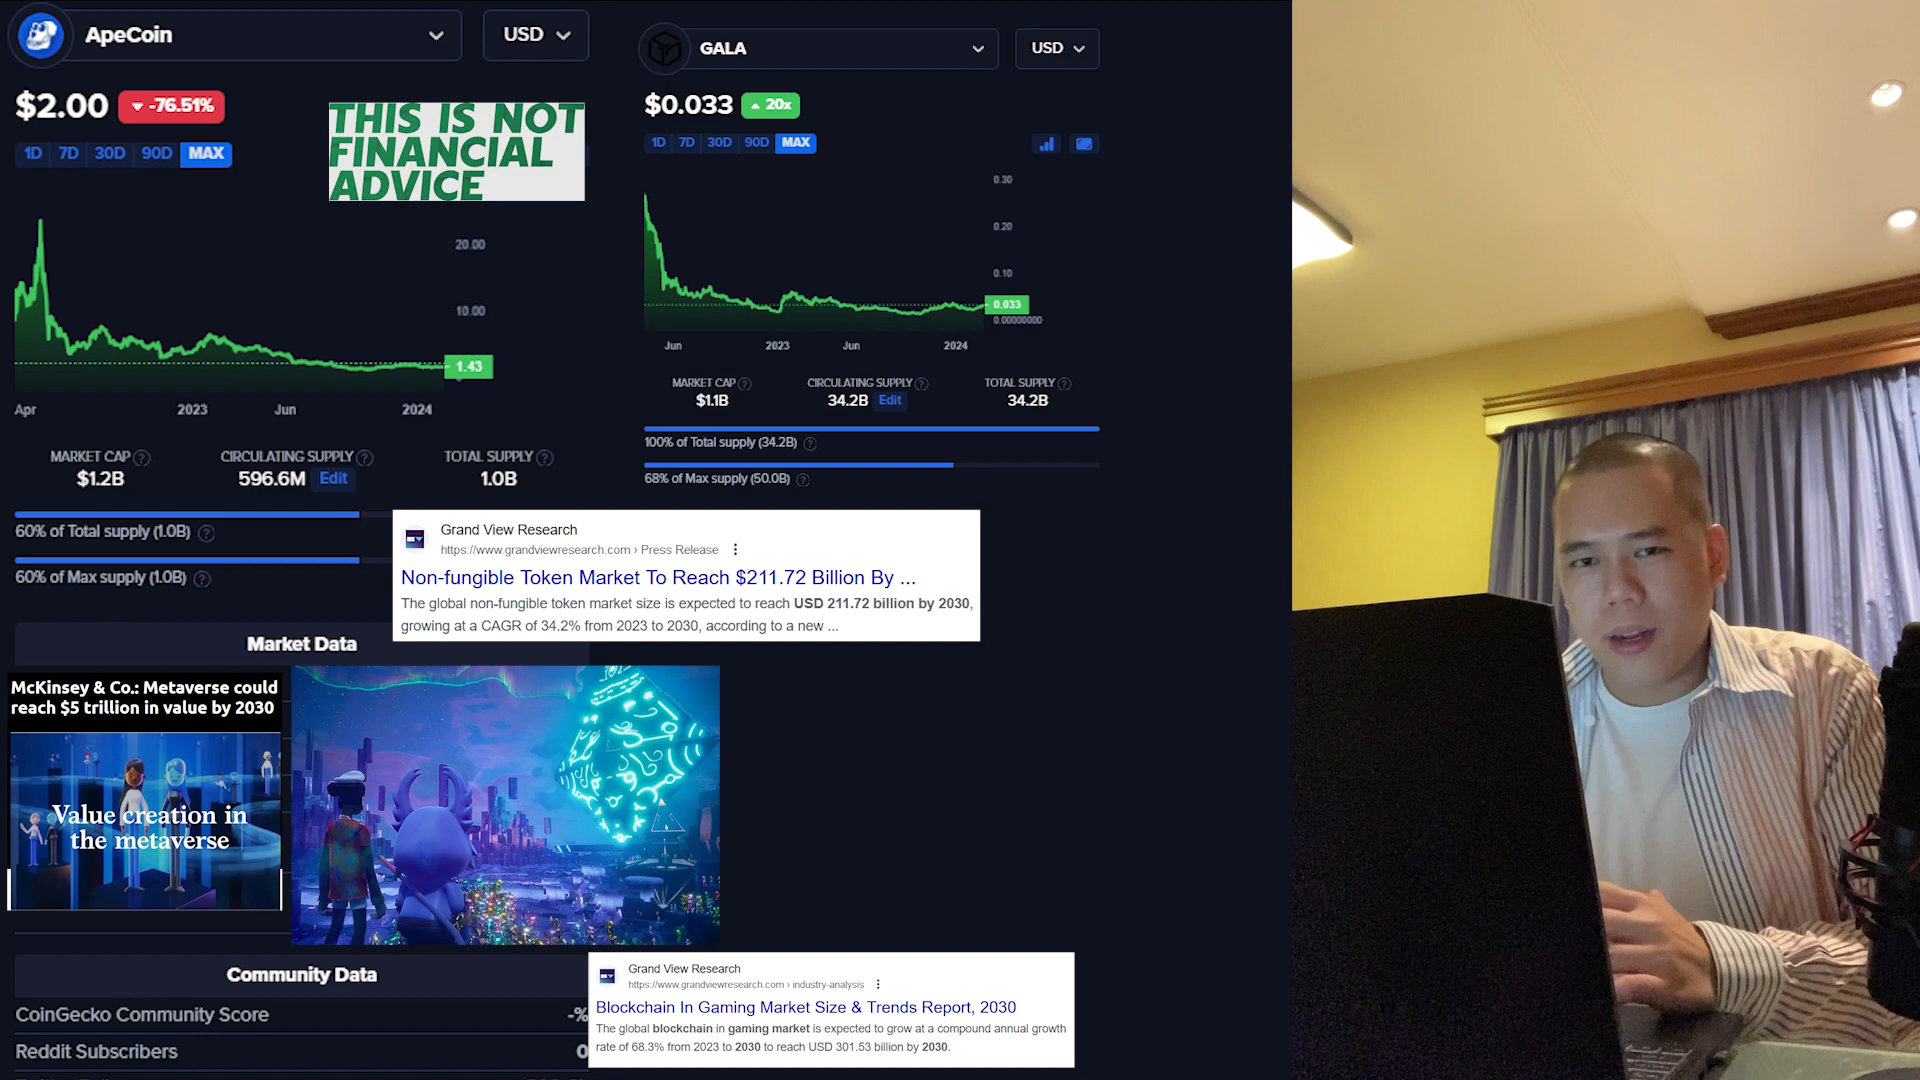 ApeCoin
USD
$2.00
-76.51%
1D 7D 30D 90D MAX
THIS IS NOT
FINANCIAL
ADVICE
20.00
10.00
1.43
Apr 2023 Jun 2024
MARKET CAP ? CIRCULATING SUPPLY ? TOTAL SUPPLY ?
$1.2B 596.6M Edit 1.0B
60% of Total supply (1.0B) ?
60% of Max supply (1.0B) ?
Market Data
GALA
USD
$0.033
20x
1D 7D 30D 90D MAX
0.30
0.20
0.10
0.033
0.00000000
Jun 2023 Jun 2024
MARKET CAP ? CIRCULATING SUPPLY ? TOTAL SUPPLY ?
$1.1B 34.2B Edit 34.2B
100% of Total supply (34.2B) ?
68% of Max supply (50.0B) ?
Grand View Research
https://www.grandviewresearch.com › Press Release
Non-fungible Token Market To Reach $211.72 Billion By ...
The global non-fungible token market size is expected to reach USD 211.72 billion by 2030,
growing at a CAGR of 34.2% from 2023 to 2030, according to a new ...
McKinsey & Co.: Metaverse could
reach $5 trillion in value by 2030
Value creation in
the metaverse
Community Data
CoinGecko Community Score -%
Reddit Subscribers 0
Grand View Research
https://www.grandviewresearch.com › industry-analysis
Blockchain In Gaming Market Size & Trends Report, 2030
The global blockchain in gaming market is expected to grow at a compound annual growth
rate of 68.3% from 2023 to 2030 to reach USD 301.53 billion by 2030.